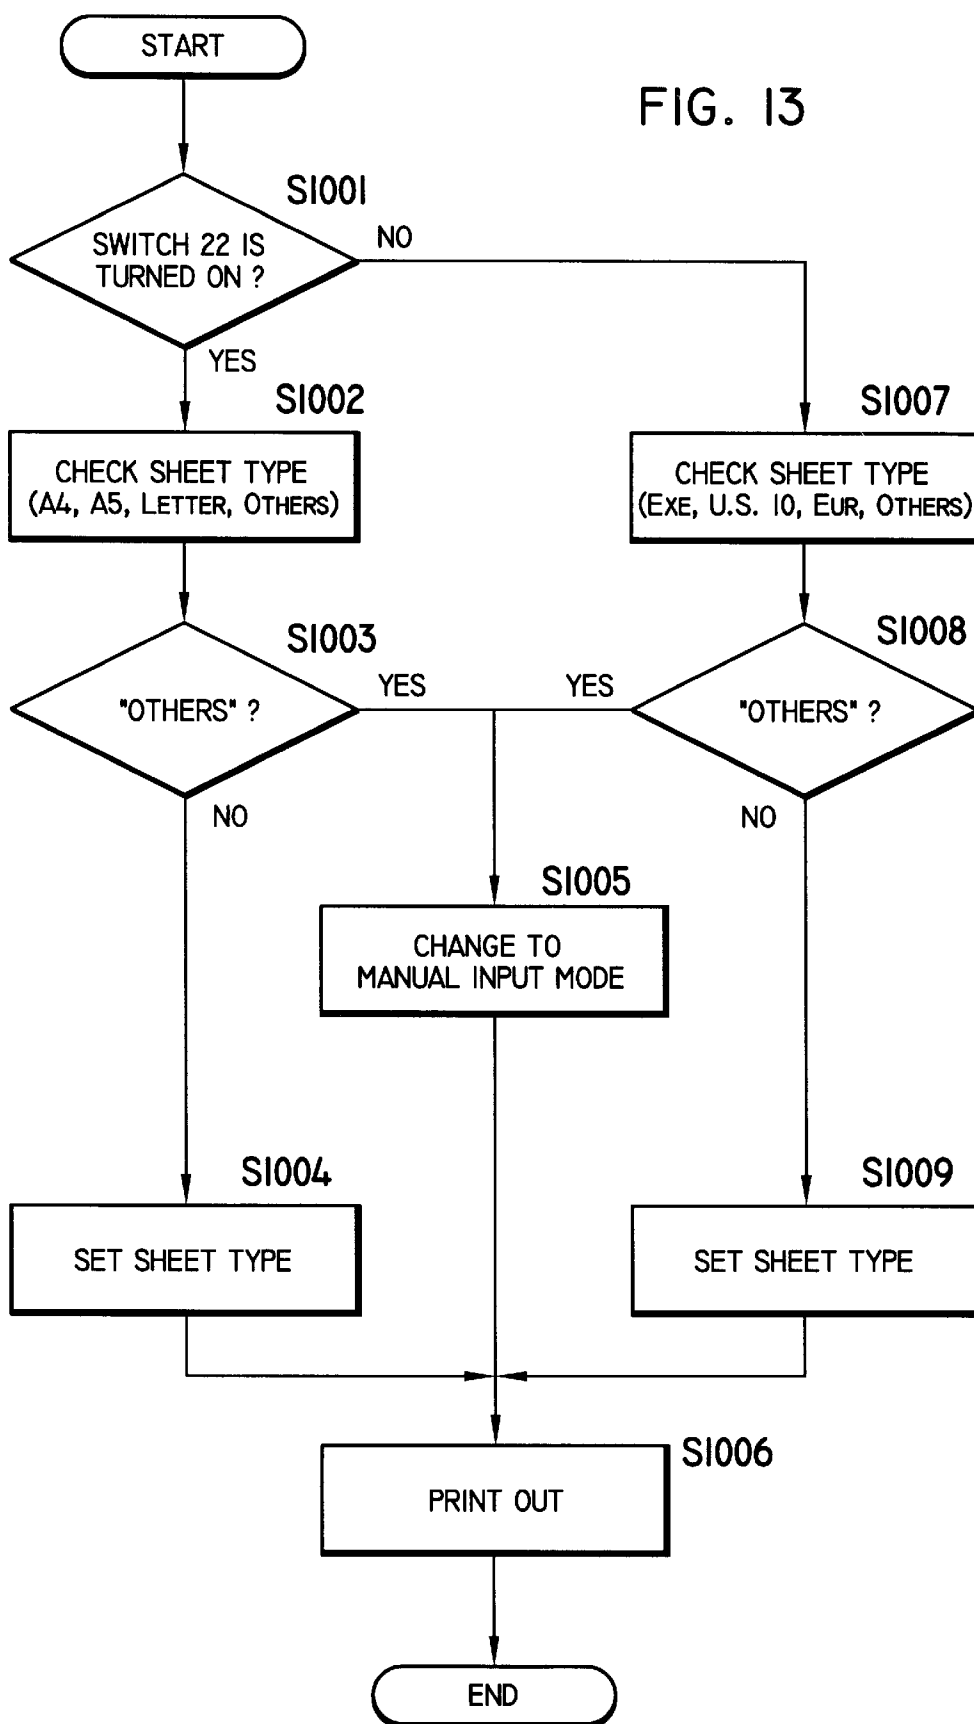 START
FIG. 13
S1001
SWITCH 22 IS
TURNED ON ?
NO
YES
S1002
S1007
CHECK SHEET TYPE
(A4, A5, LETTER, OTHERS)
CHECK SHEET TYPE
(EXE, U.S. 10, EUR, OTHERS)
S1003
S1008
"OTHERS" ?
YES
YES
"OTHERS" ?
NO
NO
S1005
CHANGE TO
MANUAL INPUT MODE
S1004
S1009
SET SHEET TYPE
SET SHEET TYPE
S1006
PRINT OUT
END